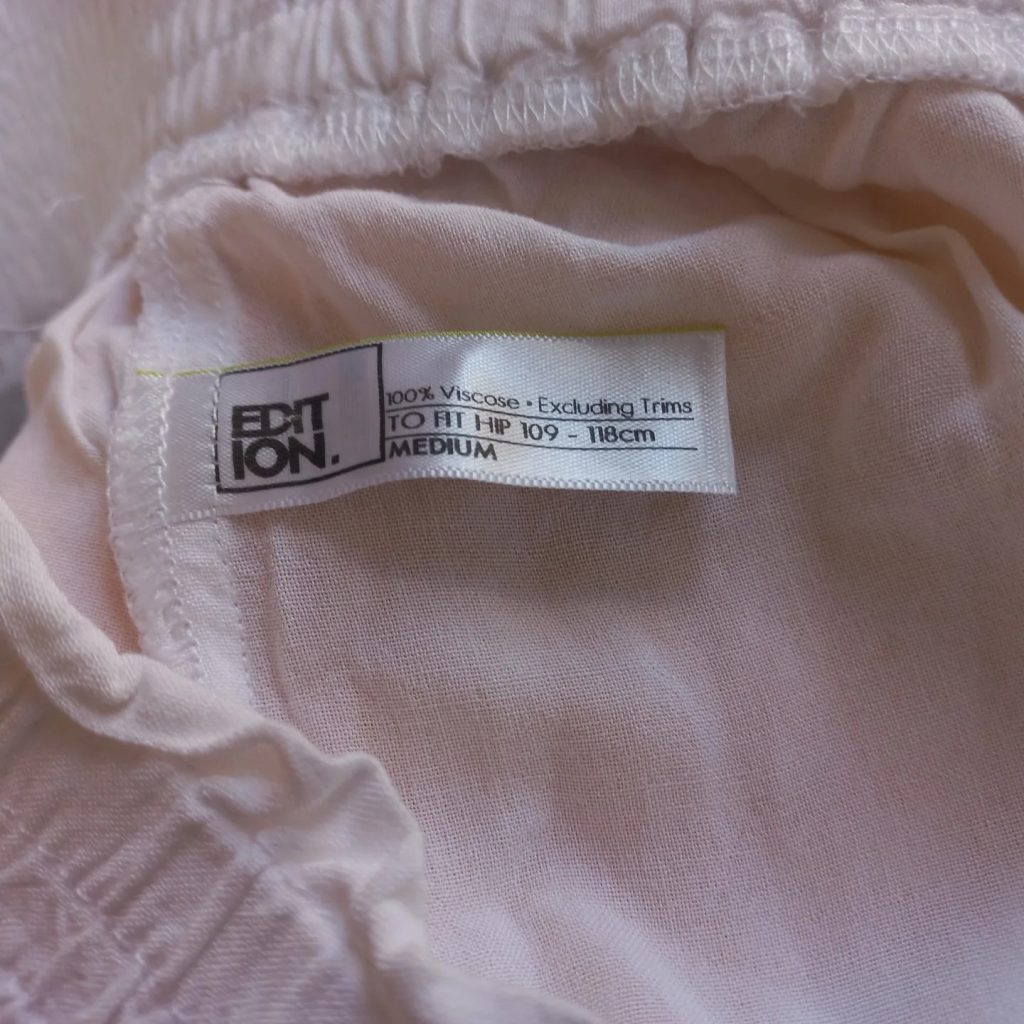 EDIT
ION.
100% Viscose • Excluding Trims
TO FIT HIP 109 - 118cm
MEDIUM